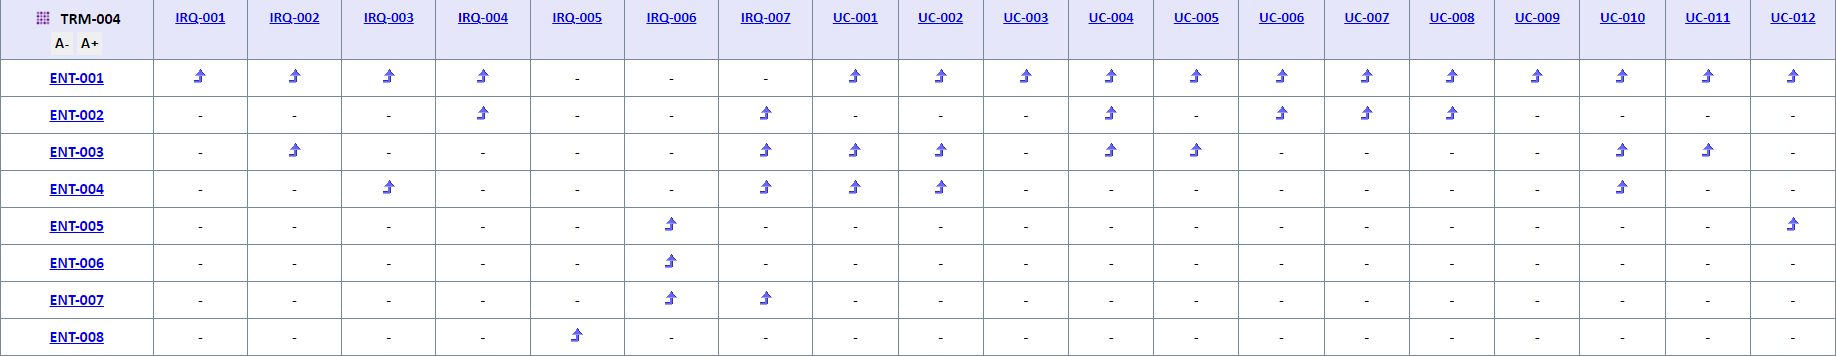 TRM-004 IRQ-001 IRQ-002 IRQ-003 IRQ-004 IRQ-005 IRQ-006 IRQ-007 UC-001 UC-002 UC-003 UC-004 UC-005 UC-006 UC-007 UC-008 UC-009 UC-010 UC-011 UC-012
A- A+
ENT-001 - - -
ENT-002 - - - - - - - - - - - - -
ENT-003 - - - - - - - - - - -
ENT-004 - - - - - - - - - - - - - -
ENT-005 - - - - - - - - - - - - - - - - -
ENT-006 - - - - - - - - - - - - - - - - - -
ENT-007 - - - - - - - - - - - - - - - - -
ENT-008 - - - - - - - - - - - - - - - - - -